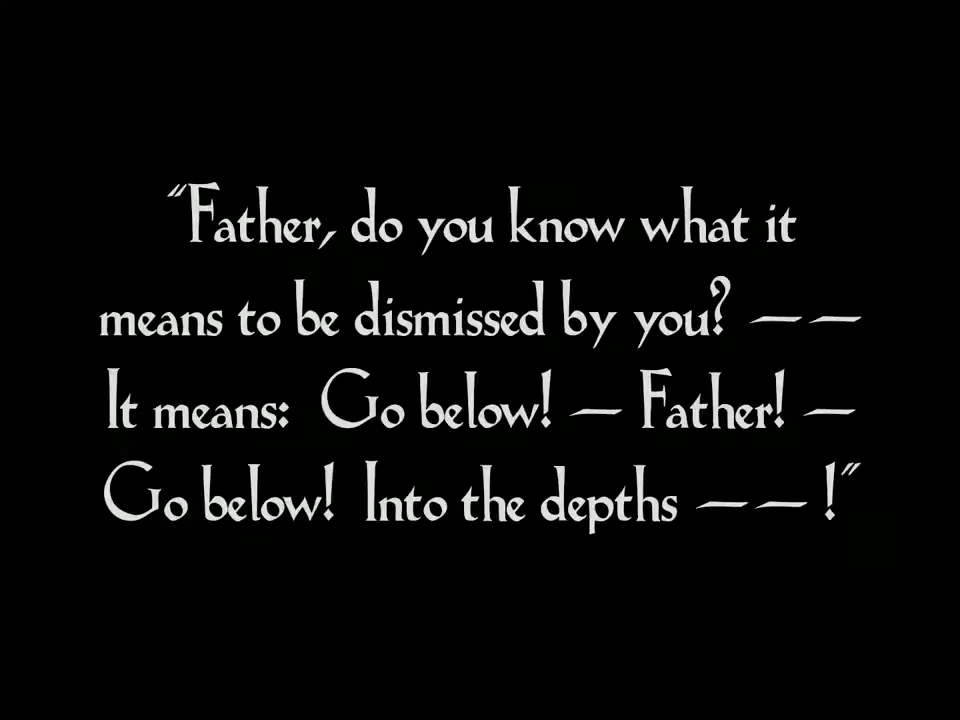 “Father, do you know what it
means to be dismissed by you? — —
It means: Go below! — Father! —
Go below! Into the depths — — !”